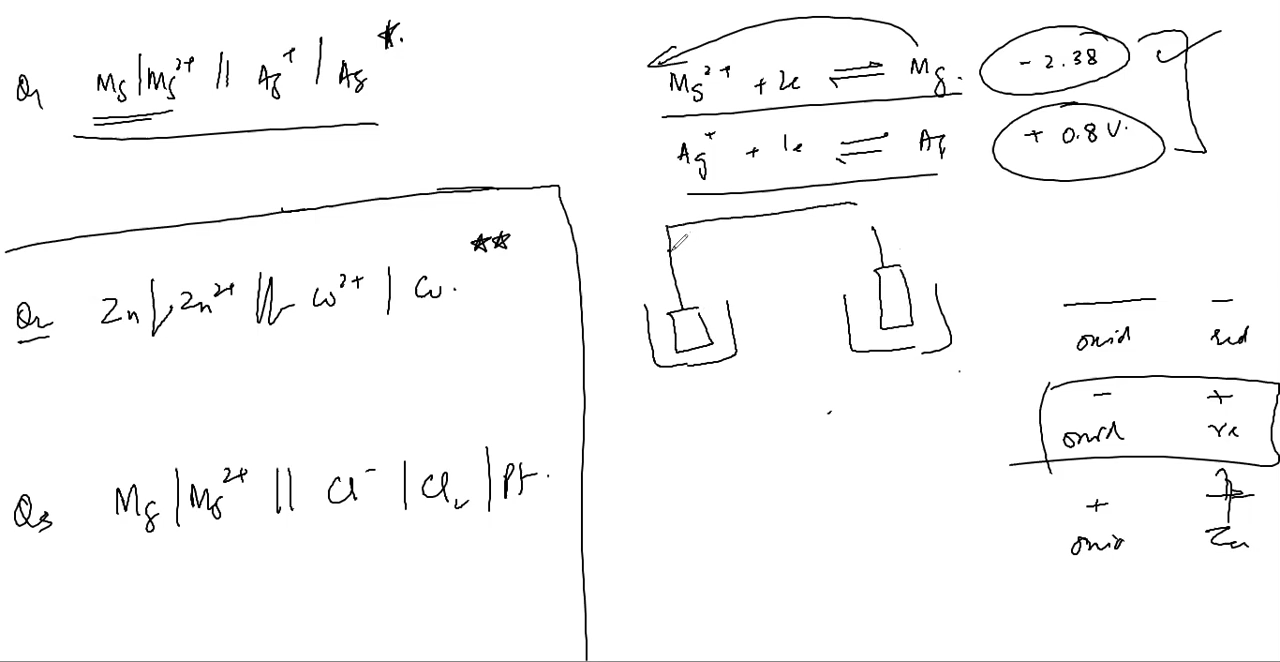 Q1 Mg | Mg²⁺ || Ag⁺ | Ag *.
Mg²⁺ + 2e ⇌ Mg. - 2.38
Ag⁺ + 1e ⇌ Ag + 0.8 V.
Q2 Zn | Zn²⁺ || Cu²⁺ | Cu. **
Q3 Mg | Mg²⁺ || Cl⁻ | Cl₂ | Pt.
— -
oxid red
- +
oxid re
+ +
oxid